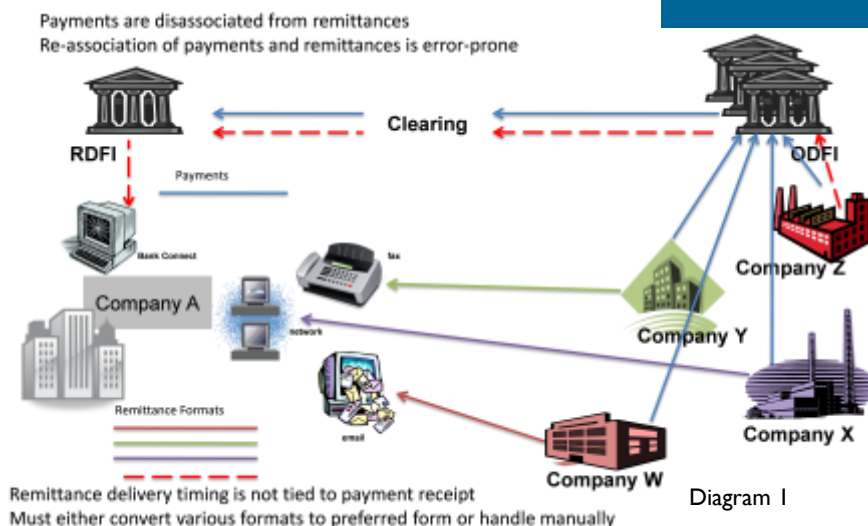 Payments are disassociated from remittances
Re-association of payments and remittances is error-prone
Clearing
RDFI
ODFI
Payments
Bank Connect
fax
Company Z
Company A
network
Company Y
Remittance Formats
email
Company X
Company W
Remittance delivery timing is not tied to payment receipt
Diagram 1
Must either convert various formats to preferred form or handle manually